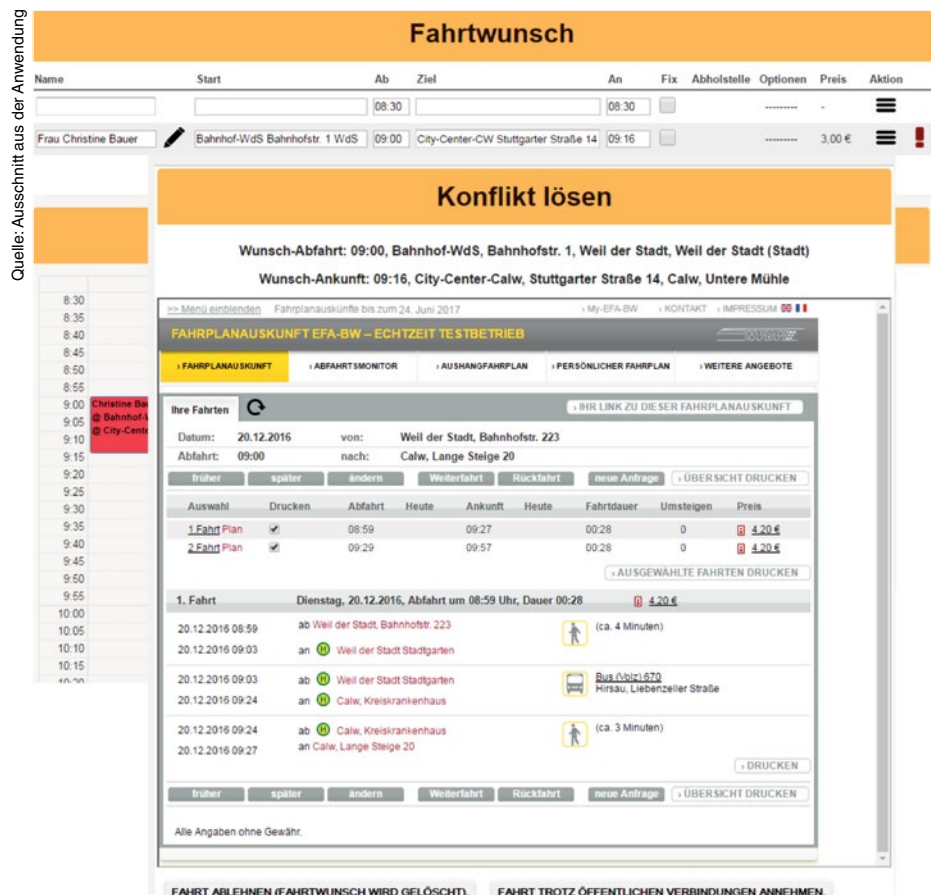 Quelle: Ausschnitt aus der Anwendung
Fahrtwunsch
Name Start Ab Ziel An Fix Abholstelle Optionen Preis Aktion
08:30 08:30 --------- -
Frau Christine Bauer Bahnhof-WdS Bahnhofstr. 1 WdS 09:00 City-Center-CW Stuttgarter Straße 14 09:16 --------- 3,00 €
Konflikt lösen
Wunsch-Abfahrt: 09:00, Bahnhof-WdS, Bahnhofstr. 1, Weil der Stadt, Weil der Stadt (Stadt)
Wunsch-Ankunft: 09:16, City-Center-Calw, Stuttgarter Straße 14, Calw, Untere Mühle
8:30
8:35
8:40
8:45
8:50
8:55
9:00
9:05
9:10
9:15
9:20
9:25
9:30
9:35
9:40
9:45
9:50
9:55
10:00
10:05
10:10
10:15
10:20
Christine Ba
@ Bahnhof-
@ City-Cente
>> Menü einblenden Fahrplanauskünfte bis zum 24. Juni 2017 › My-EFA-BW › KONTAKT › IMPRESSUM
FAHRPLANAUSKUNFT EFA-BW – ECHTZEIT TESTBETRIEB
› FAHRPLANAUSKUNFT › ABFAHRTSMONITOR › AUSHANGFAHRPLAN › PERSÖNLICHER FAHRPLAN › WEITERE ANGEBOTE
Ihre Fahrten › IHR LINK ZU DIESER FAHRPLANAUSKUNFT
Datum: 20.12.2016 von: Weil der Stadt, Bahnhofstr. 223
Abfahrt: 09:00 nach: Calw, Lange Steige 20
früher später ändern Weiterfahrt Rückfahrt neue Anfrage › ÜBERSICHT DRUCKEN
Auswahl Drucken Abfahrt Heute Ankunft Heute Fahrtdauer Umsteigen Preis
1.Fahrt Plan 08:59 09:27 00:28 0 4,20 €
2.Fahrt Plan 09:29 09:57 00:28 0 4,20 €
› AUSGEWÄHLTE FAHRTEN DRUCKEN
1. Fahrt Dienstag, 20.12.2016, Abfahrt um 08:59 Uhr, Dauer 00:28 4,20 €
20.12.2016 08:59 ab Weil der Stadt, Bahnhofstr. 223 (ca. 4 Minuten)
20.12.2016 09:03 an H Weil der Stadt Stadtgarten
20.12.2016 09:03 ab H Weil der Stadt Stadtgarten Bus (Volz) 670
Hirsau, Liebenzeller Straße
20.12.2016 09:24 an H Calw, Kreiskrankenhaus
20.12.2016 09:24 ab H Calw, Kreiskrankenhaus (ca. 3 Minuten)
20.12.2016 09:27 an Calw, Lange Steige 20
› DRUCKEN
früher später ändern Weiterfahrt Rückfahrt neue Anfrage › ÜBERSICHT DRUCKEN
Alle Angaben ohne Gewähr.
FAHRT ABLEHNEN (FAHRTWUNSCH WIRD GELÖSCHT). FAHRT TROTZ ÖFFENTLICHEN VERBINDUNGEN ANNEHMEN.